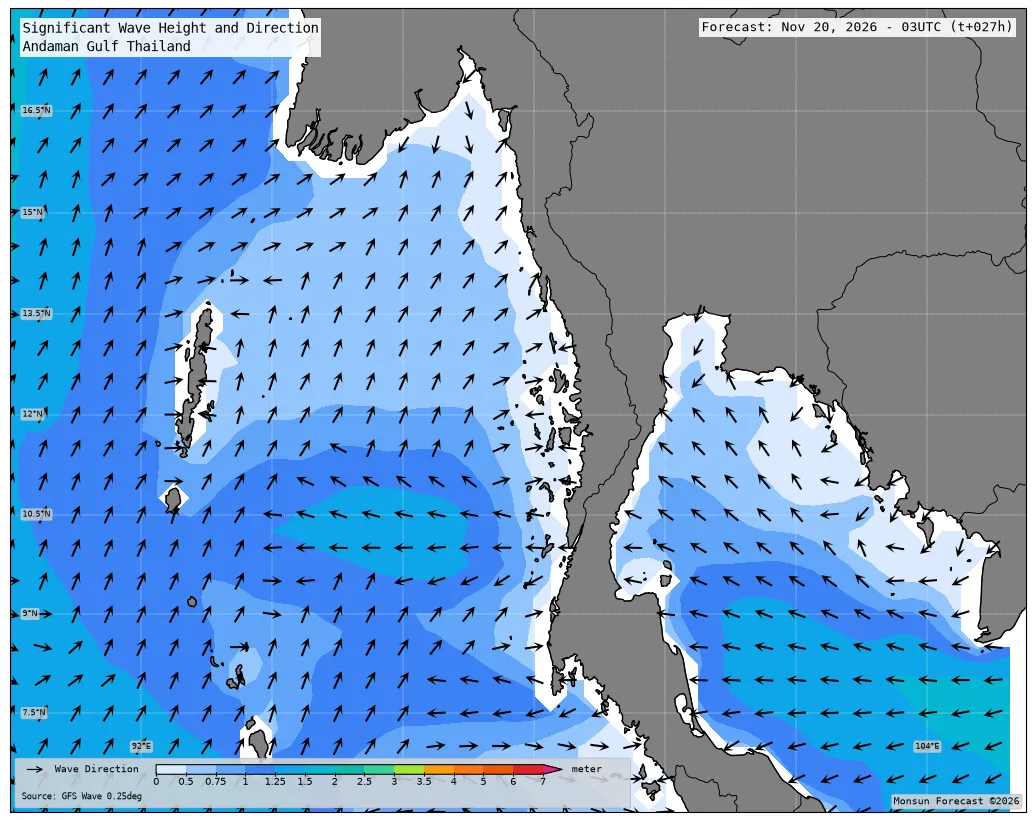 Significant Wave Height and Direction
Andaman Gulf Thailand
Forecast: Nov 20, 2026 - 03UTC (t+027h)
16.5°N
15°N
13.5°N
12°N
10.5°N
9°N
7.5°N
92°E
104°E
Wave Direction
0 0.5 0.75 1 1.25 1.5 2 2.5 3 3.5 4 5 6 7 meter
Source: GFS Wave 0.25deg
Monsun Forecast ©2026